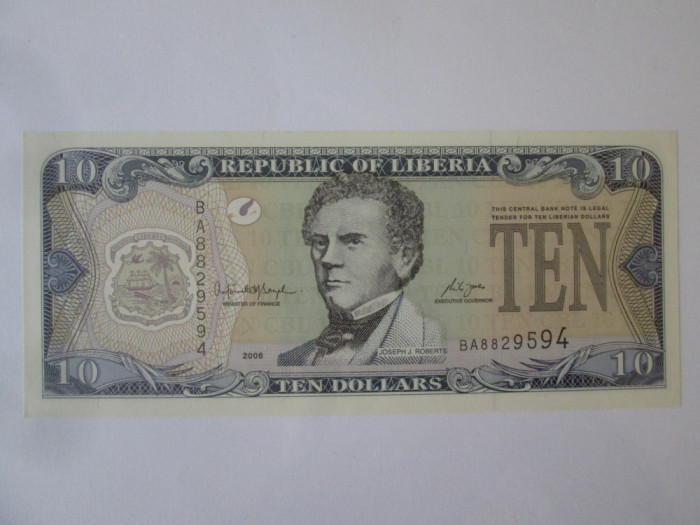 10 REPUBLIC OF LIBERIA 10
THIS CENTRAL BANK NOTE IS LEGAL
TENDER FOR TEN LIBERIAN DOLLARS
BA8829594
TEN
LIBERIA
MINISTER OF FINANCE
EXECUTIVE GOVERNOR
BA8829594
2006
JOSEPH J. ROBERTS
10 TEN DOLLARS 10